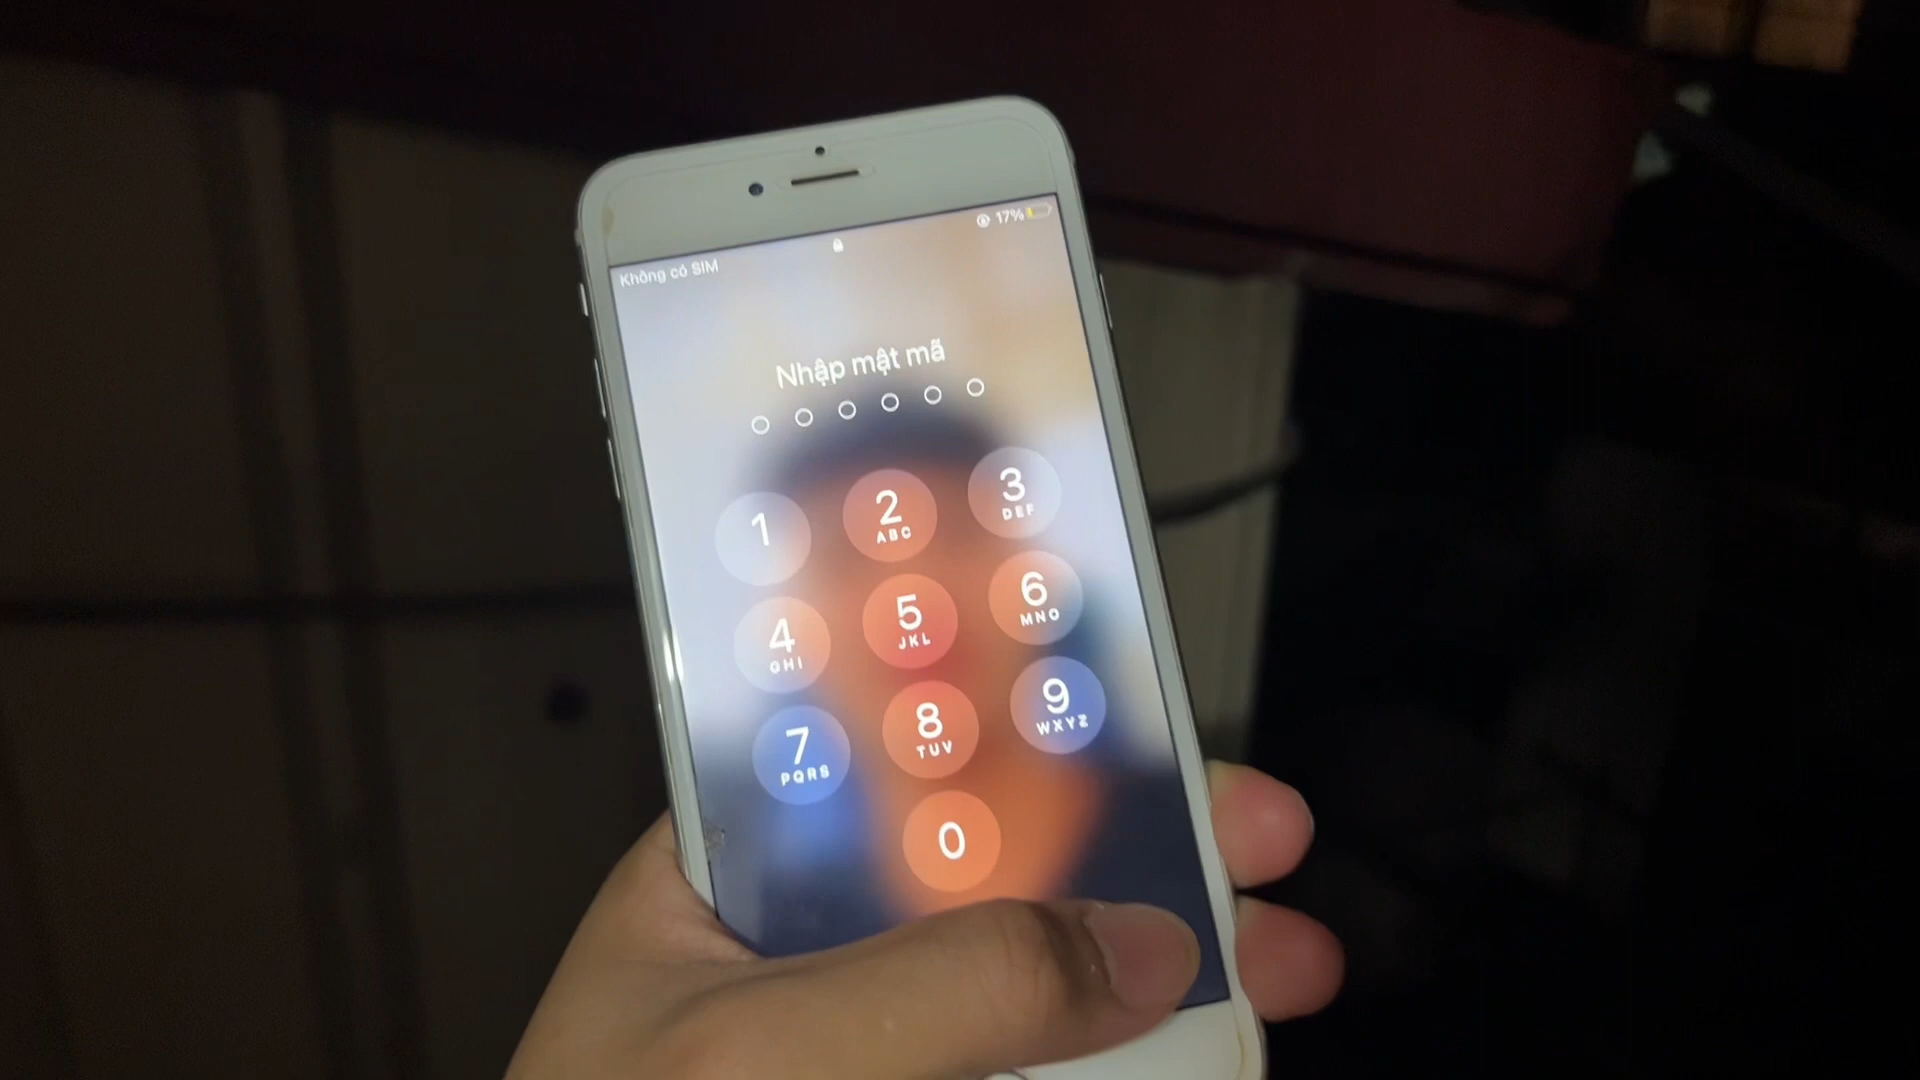 17%
Không có SIM
Nhập mật mã
1
2
ABC
3
DEF
4
GHI
5
JKL
6
MNO
7
PQRS
8
TUV
9
WXYZ
0